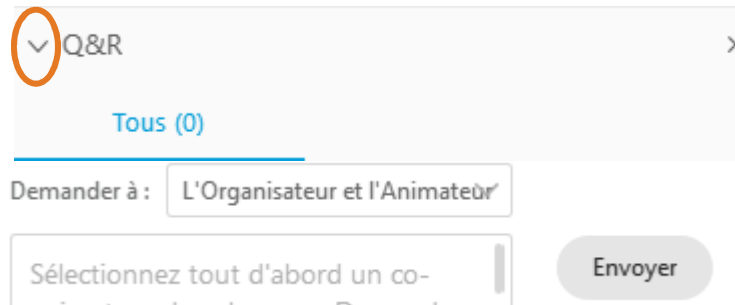 Q&R
Tous (0)
Demander à : L'Organisateur et l'Animateur
Sélectionnez tout d'abord un co-
Envoyer